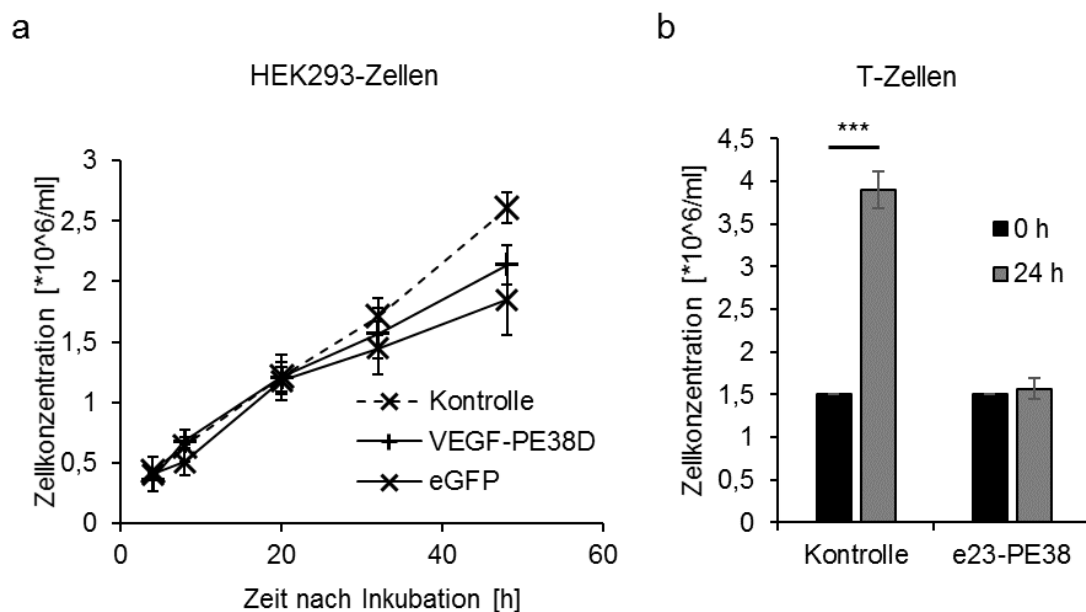 a
HEK293-Zellen
Zellkonzentration [*10^6/ml]
3
2,5
2
1,5
1
0,5
0
0
20
40
60
Zeit nach Inkubation [h]
Kontrolle
VEGF-PE38D
eGFP
b
T-Zellen
Zellkonzentration [*10^6/ml]
4,5
4
3,5
3
2,5
2
1,5
1
0,5
0
***
0 h
24 h
Kontrolle
e23-PE38